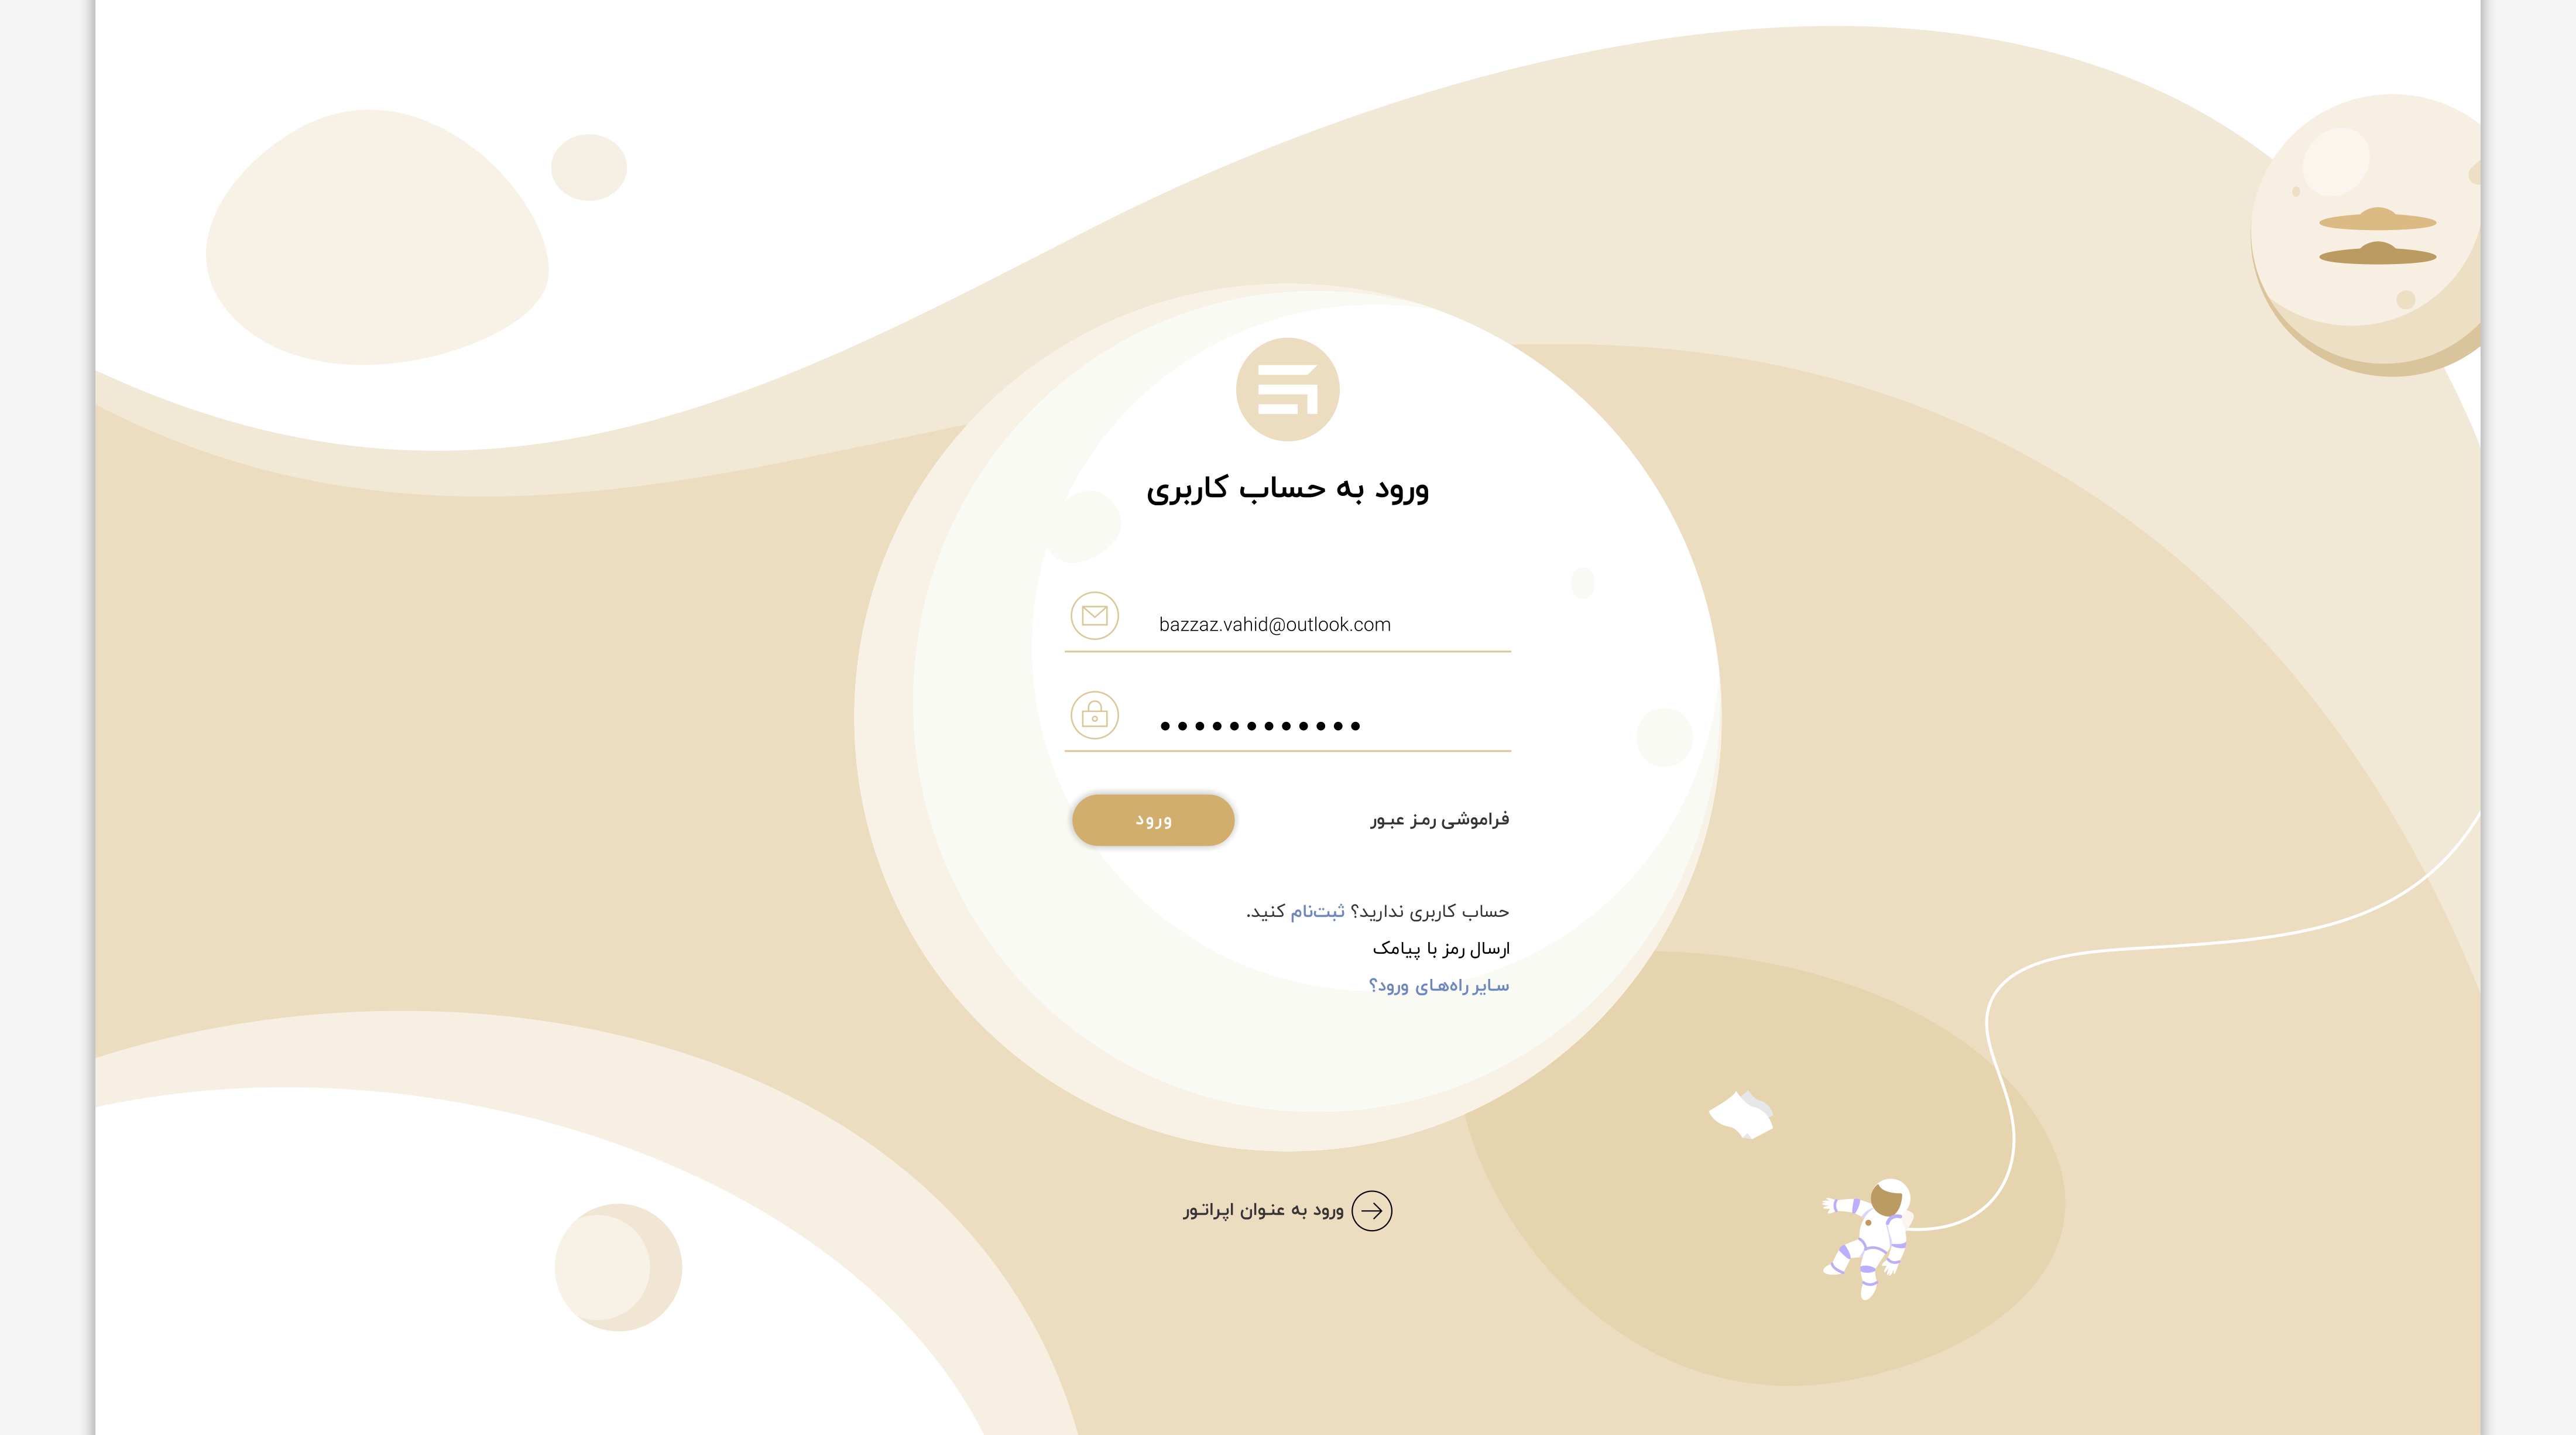 ورود به حساب کاربری
bazzaz.vahid@outlook.com
••••••••••••
فراموشی رمز عبور
ورود
حساب کاربری ندارید؟ ثبت‌نام کنید.
ارسال رمز با پیامک
سایر راه‌های ورود؟
ورود به عنوان اپراتور